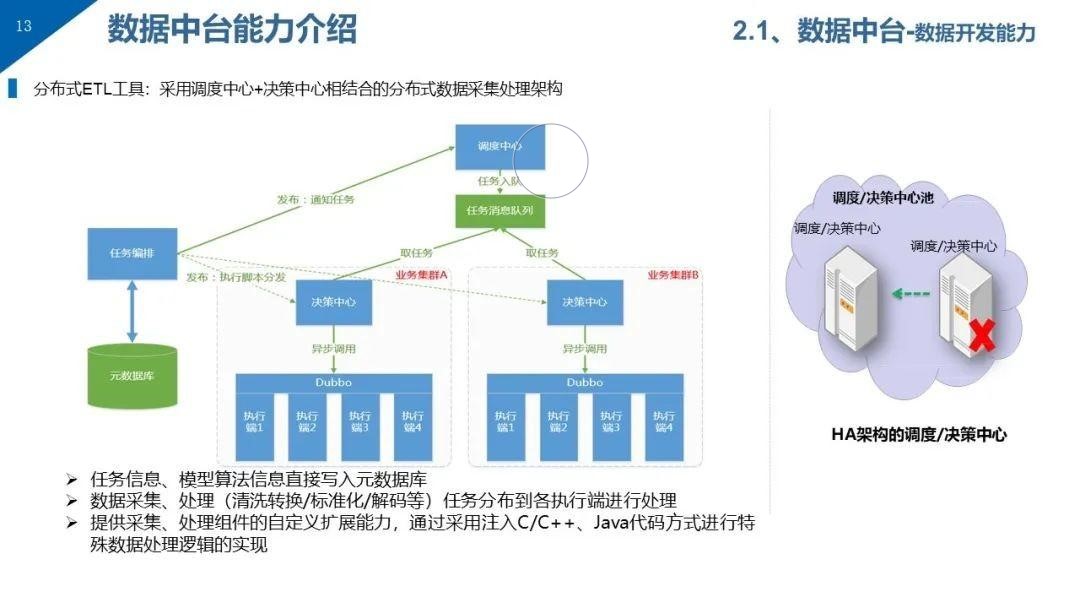 13
数据中台能力介绍
2.1、数据中台-数据开发能力
分布式ETL工具：采用调度中心+决策中心相结合的分布式数据采集处理架构
调度中心
任务入队
发布：通知任务
任务消息队列
任务编排
取任务
取任务
发布：执行脚本分发
业务集群A
业务集群B
决策中心
决策中心
元数据库
异步调用
异步调用
Dubbo
Dubbo
执行
端1
执行
端2
执行
端3
执行
端4
执行
端1
执行
端2
执行
端3
执行
端4
调度/决策中心池
调度/决策中心
调度/决策中心
HA架构的调度/决策中心
➢ 任务信息、模型算法信息直接写入元数据库
➢ 数据采集、处理（清洗转换/标准化/解码等）任务分布到各执行端进行处理
➢ 提供采集、处理组件的自定义扩展能力，通过采用注入C/C++、Java代码方式进行特
殊数据处理逻辑的实现